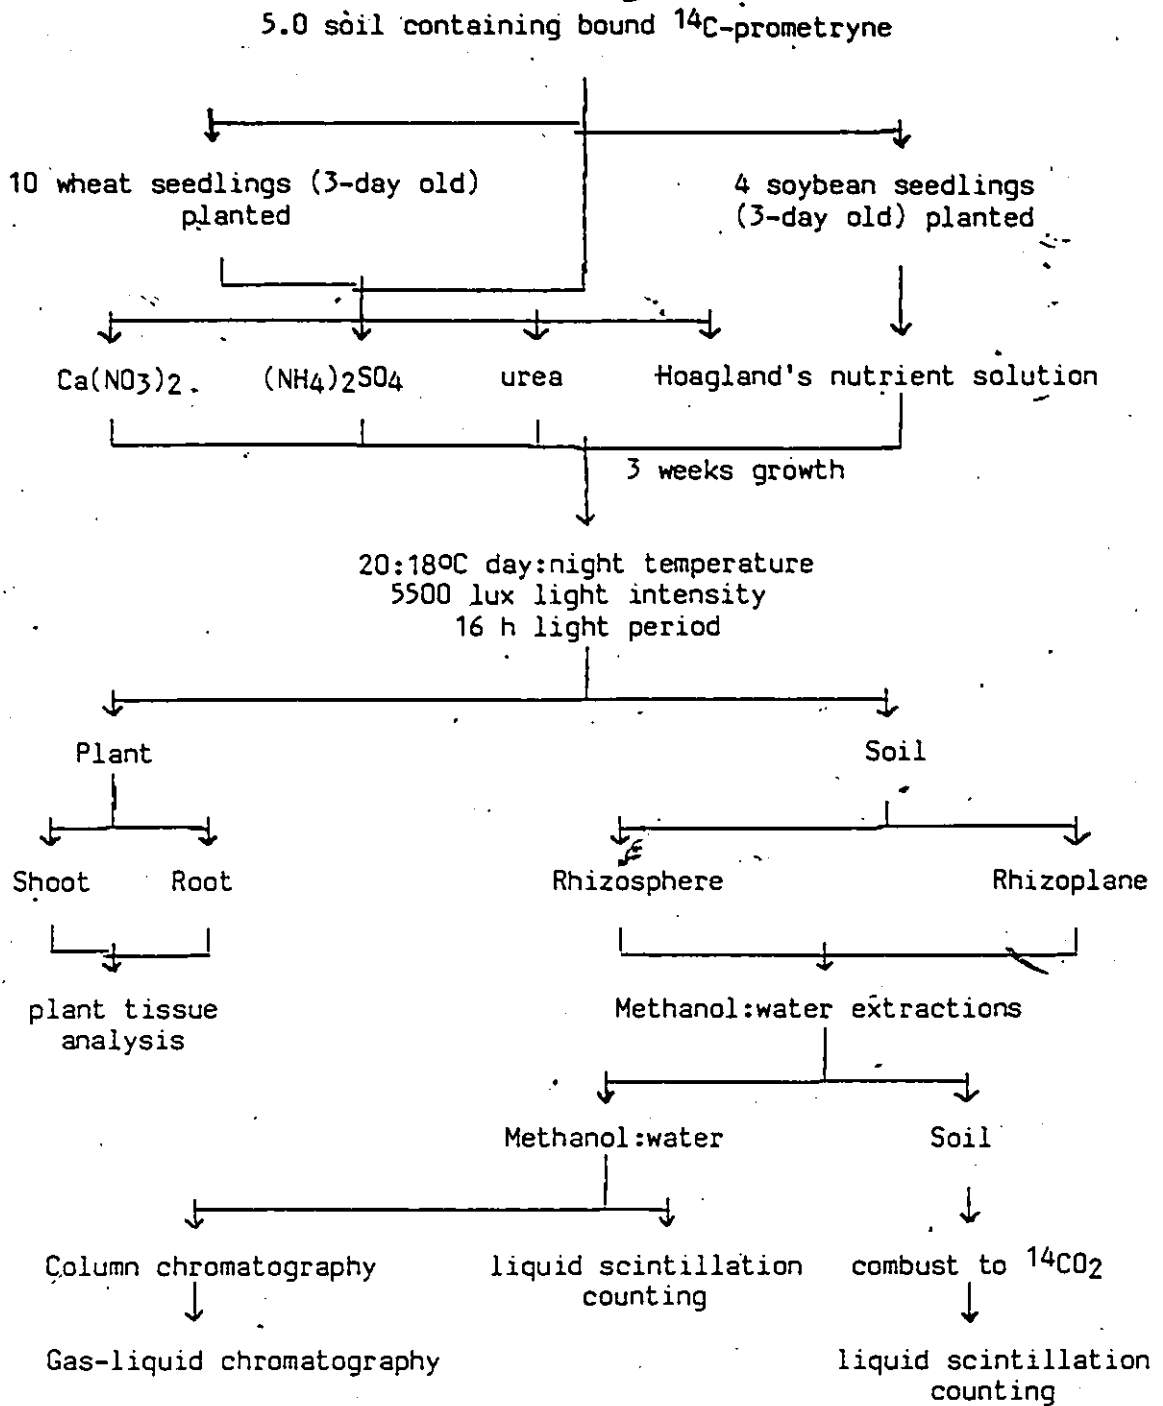 5.0 soil containing bound ¹⁴C-prometryne
10 wheat seedlings (3-day old)
planted
4 soybean seedlings
(3-day old) planted
Ca(NO3)2
(NH4)2SO4
urea
Hoagland's nutrient solution
3 weeks growth
20:18ºC day:night temperature
5500 lux light intensity
16 h light period
Plant
Soil
Shoot
Root
Rhizosphere
Rhizoplane
plant tissue
analysis
Methanol:water extractions
Methanol:water
Soil
Column chromatography
liquid scintillation
counting
combust to ¹⁴CO2
Gas-liquid chromatography
liquid scintillation
counting